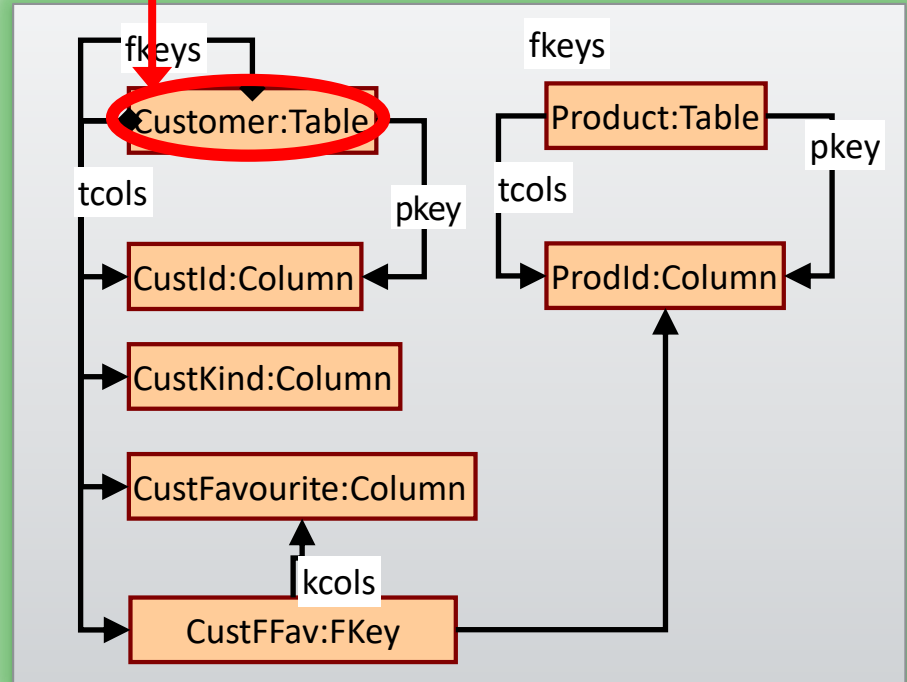 fkeys
fkeys
Customer:Table
Product:Table
pkey
tcols
pkey
tcols
CustId:Column
ProdId:Column
CustKind:Column
CustFavourite:Column
kcols
CustFFav:FKey